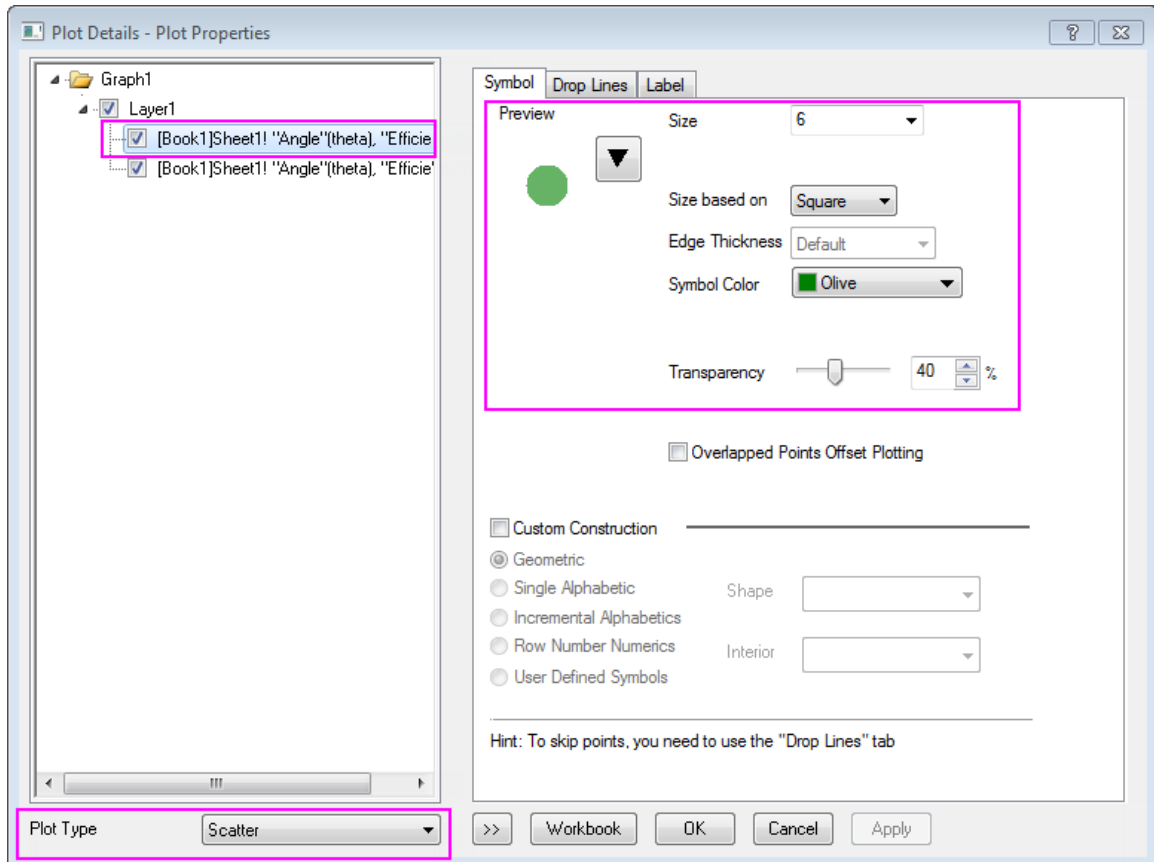 Plot Details - Plot Properties
Graph1
Layer1
[Book1]Sheet1! "Angle"(theta), "Efficie
[Book1]Sheet1! "Angle"(theta), "Efficie"
Plot Type
Scatter
Symbol
Drop Lines
Label
Preview
Size
6
Size based on
Square
Edge Thickness
Default
Symbol Color
Olive
Transparency
40
%
Overlapped Points Offset Plotting
Custom Construction
Geometric
Single Alphabetic
Incremental Alphabetics
Row Number Numerics
User Defined Symbols
Shape
Interior
Hint: To skip points, you need to use the "Drop Lines" tab
>>
Workbook
OK
Cancel
Apply